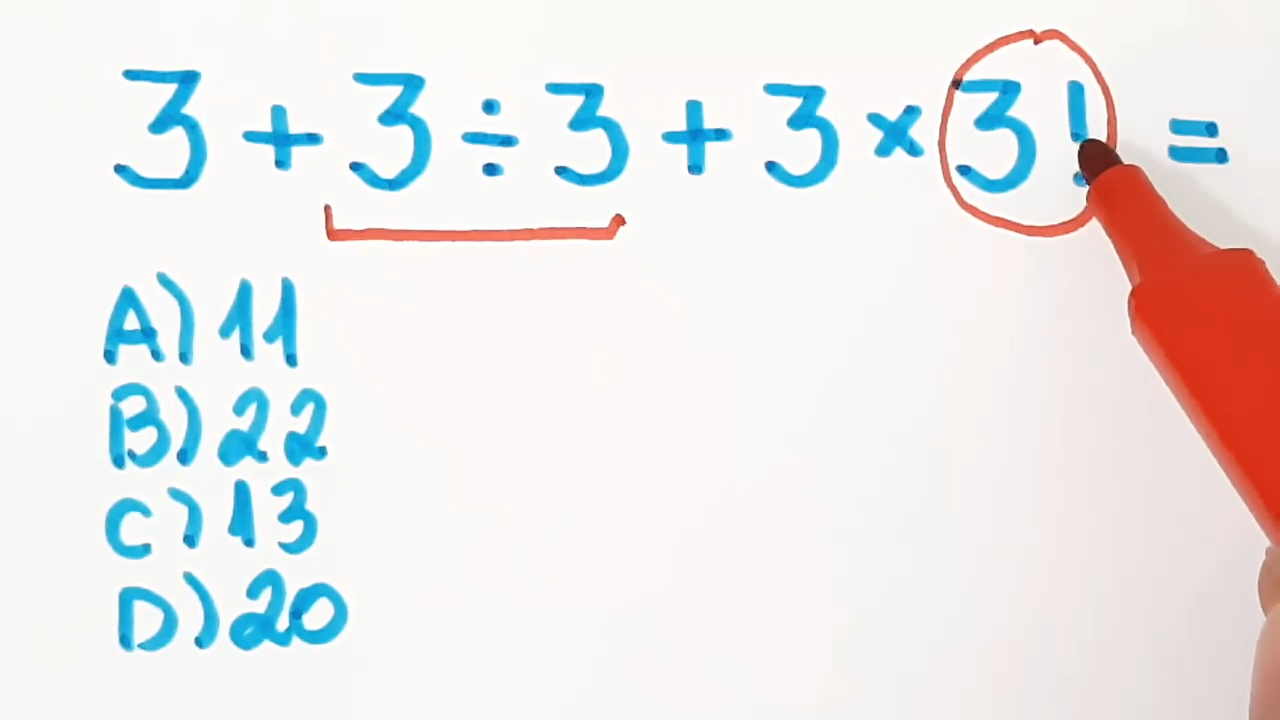 3 + 3 ÷ 3 + 3 × 3! =
A) 11
B) 22
C) 13
D) 20